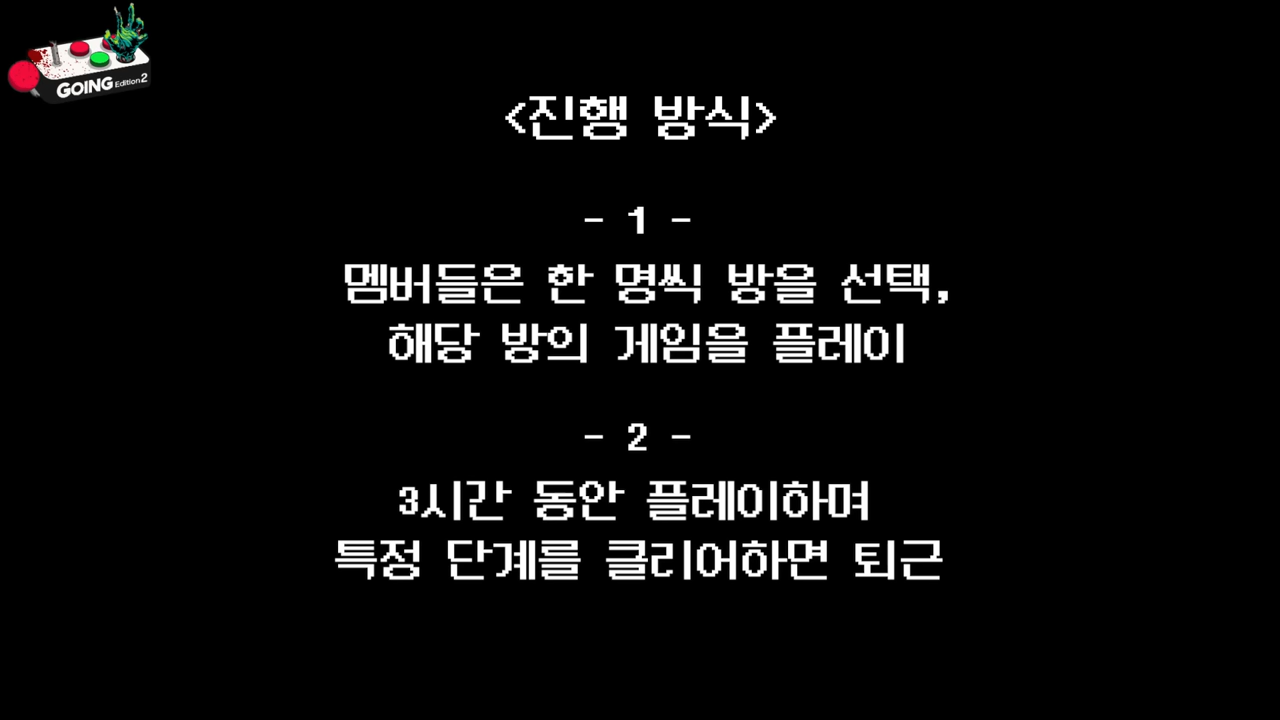 GOING Edition2
<진행 방식>
- 1 -
멤버들은 한 명씩 방을 선택,
해당 방의 게임을 플레이
- 2 -
3시간 동안 플레이하며
특정 단계를 클리어하면 퇴근